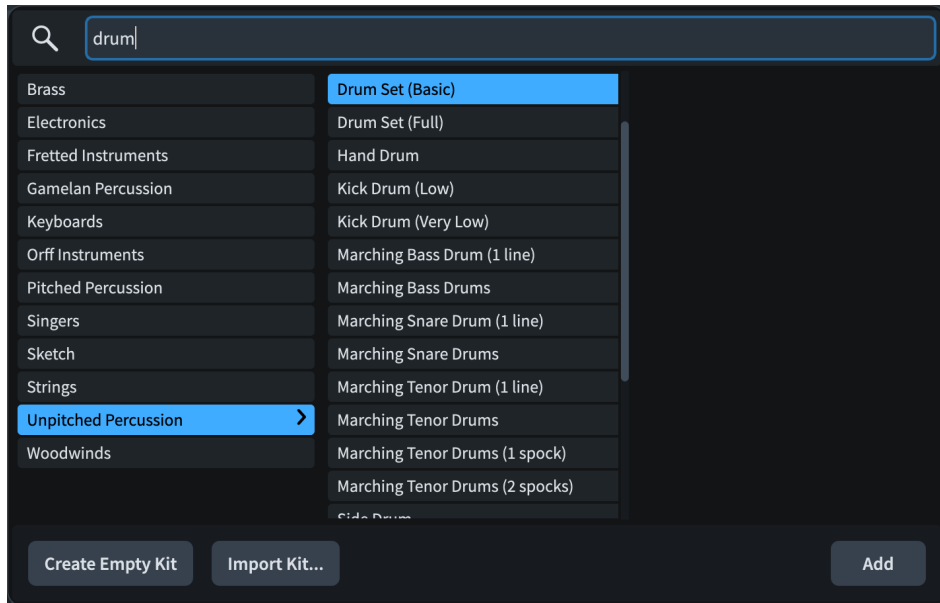 drum
Brass
Electronics
Fretted Instruments
Gamelan Percussion
Keyboards
Orff Instruments
Pitched Percussion
Singers
Sketch
Strings
Unpitched Percussion
Woodwinds
Drum Set (Basic)
Drum Set (Full)
Hand Drum
Kick Drum (Low)
Kick Drum (Very Low)
Marching Bass Drum (1 line)
Marching Bass Drums
Marching Snare Drum (1 line)
Marching Snare Drums
Marching Tenor Drum (1 line)
Marching Tenor Drums
Marching Tenor Drums (1 spock)
Marching Tenor Drums (2 spocks)
Side Drum
Create Empty Kit
Import Kit...
Add